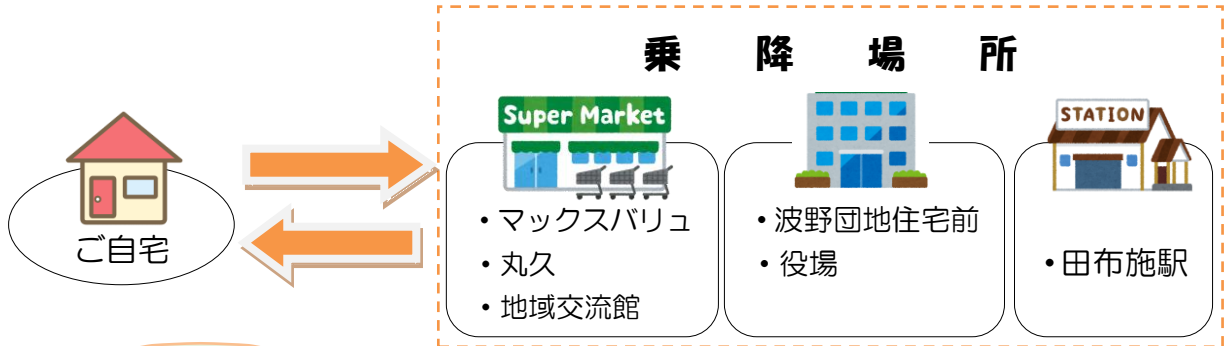 乗降場所
Super Market
STATION
ご自宅
・マックスバリュ
・丸久
・地域交流館
・波野団地住宅前
・役場
・田布施駅